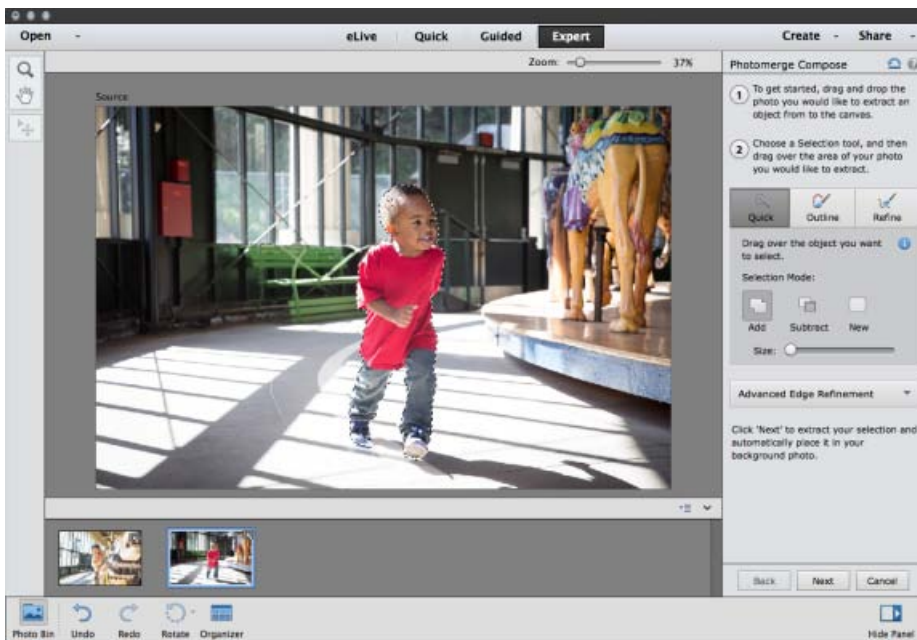 Open
eLive
Quick
Guided
Expert
Create
Share
Zoom:
37%
Photomerge Compose
Source
1
To get started, drag and drop the
photo you would like to extract an
object from to the canvas.
2
Choose a Selection tool, and then
drag over the area of your photo
you would like to extract.
Quick
Outline
Refine
Drag over the object you want
to select.
Selection Mode:
Add
Subtract
New
Size:
Advanced Edge Refinement
Click 'Next' to extract your selection and
automatically place it in your
background photo.
Back
Next
Cancel
Photo Bin
Undo
Redo
Rotate
Organizer
Hide Panel